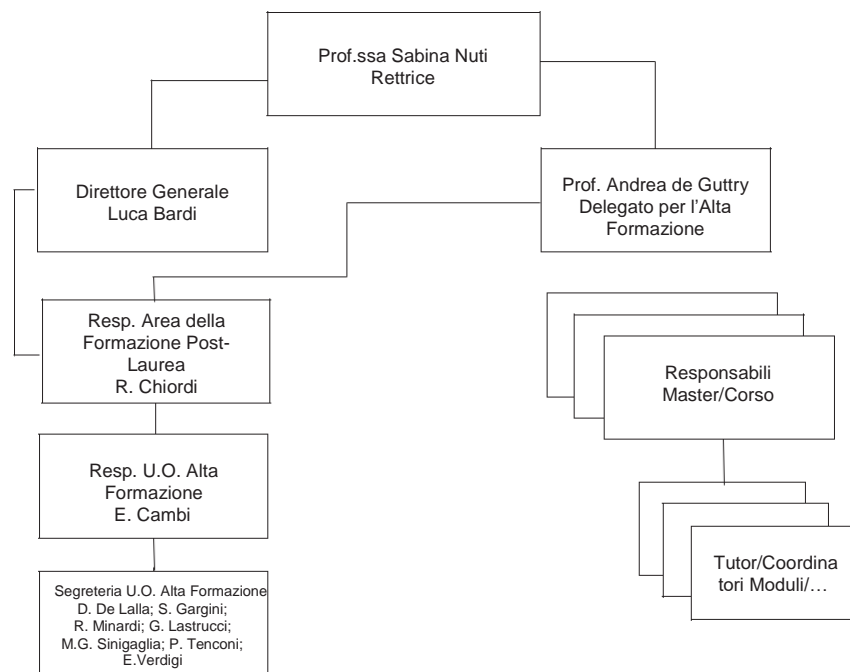 Prof.ssa Sabina Nuti
Rettrice
Direttore Generale
Luca Bardi
Prof. Andrea de Guttry
Delegato per l'Alta
Formazione
Resp. Area della
Formazione Post-
Laurea
R. Chiordi
Responsabili
Master/Corso
Resp. U.O. Alta
Formazione
E. Cambi
Tutor/Coordina
tori Moduli/…
Segreteria U.O. Alta Formazione
D. De Lalla; S. Gargini;
R. Minardi; G. Lastrucci;
M.G. Sinigaglia; P. Tenconi;
E.Verdigi